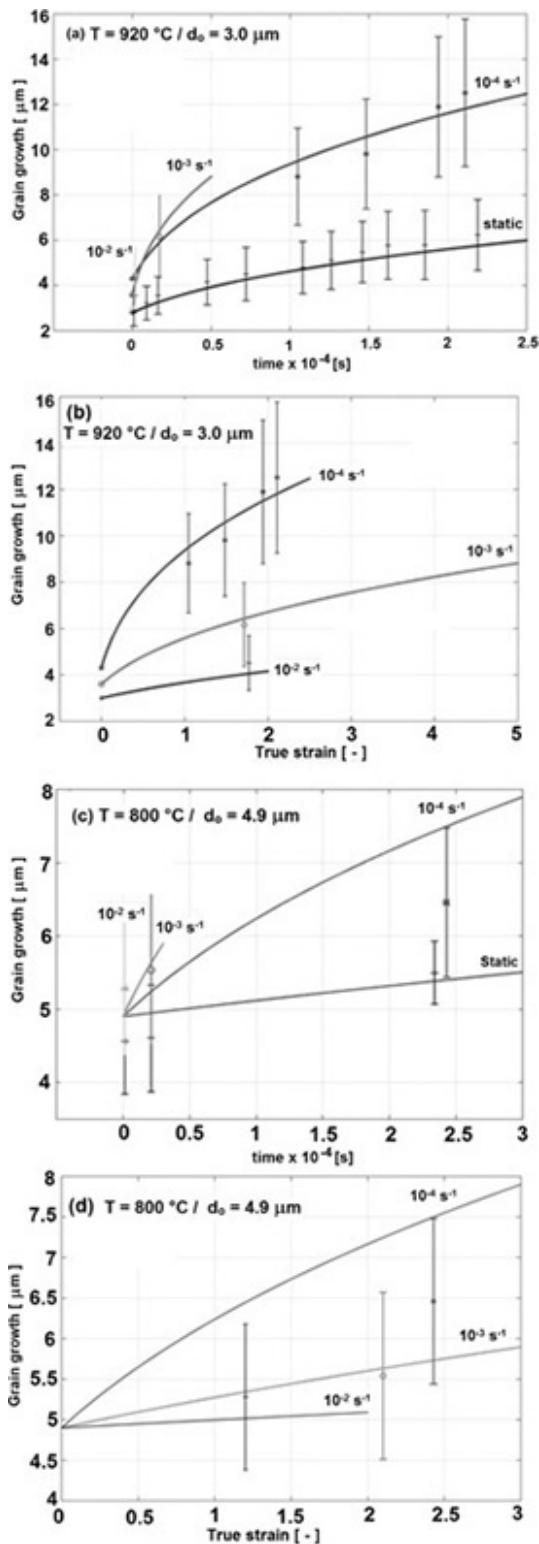 16
(a) T = 920 °C / dₒ = 3.0 µm
14
10⁻⁴ s⁻¹
12
Grain growth [ µm ]
10
10⁻³ s⁻¹
8
6
10⁻² s⁻¹
static
4
2
0 0.5 1 1.5 2 2.5
time x 10⁻⁴ [s]
16
(b)
T = 920 °C / dₒ = 3.0 µm
14
10⁻⁴ s⁻¹
12
Grain growth [ µm ]
10
10⁻³ s⁻¹
8
6
4
10⁻² s⁻¹
2
0 1 2 3 4 5
True strain [ - ]
8
(c) T = 800 °C / dₒ = 4.9 µm
10⁻⁴ s⁻¹
7
Grain growth [ µm ]
10⁻² s⁻¹
10⁻³ s⁻¹
6
Static
5
4
0 0.5 1 1.5 2 2.5 3
time x 10⁻⁴ [s]
8
(d) T = 800 °C / dₒ = 4.9 µm
10⁻⁴ s⁻¹
7.5
7
Grain growth [ µm ]
6.5
6
10⁻³ s⁻¹
5.5
10⁻² s⁻¹
5
4.5
4
0 0.5 1 1.5 2 2.5 3
True strain [ - ]